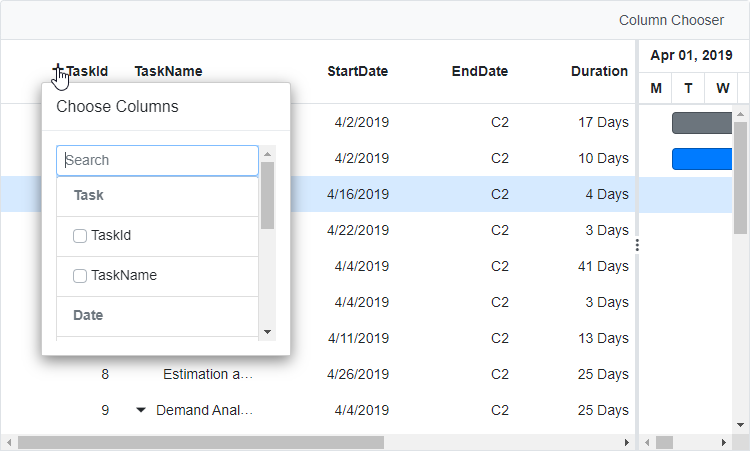 Column Chooser
TaskId TaskName StartDate EndDate Duration Apr 01, 2019
M T W
Choose Columns
4/2/2019 C2 17 Days
Search
4/2/2019 C2 10 Days
Task
4/16/2019 C2 4 Days
TaskId
4/22/2019 C2 3 Days
TaskName
4/4/2019 C2 41 Days
Date
4/4/2019 C2 3 Days
4/11/2019 C2 13 Days
8 Estimation a... 4/26/2019 C2 25 Days
9 Demand Anal... 4/4/2019 C2 25 Days